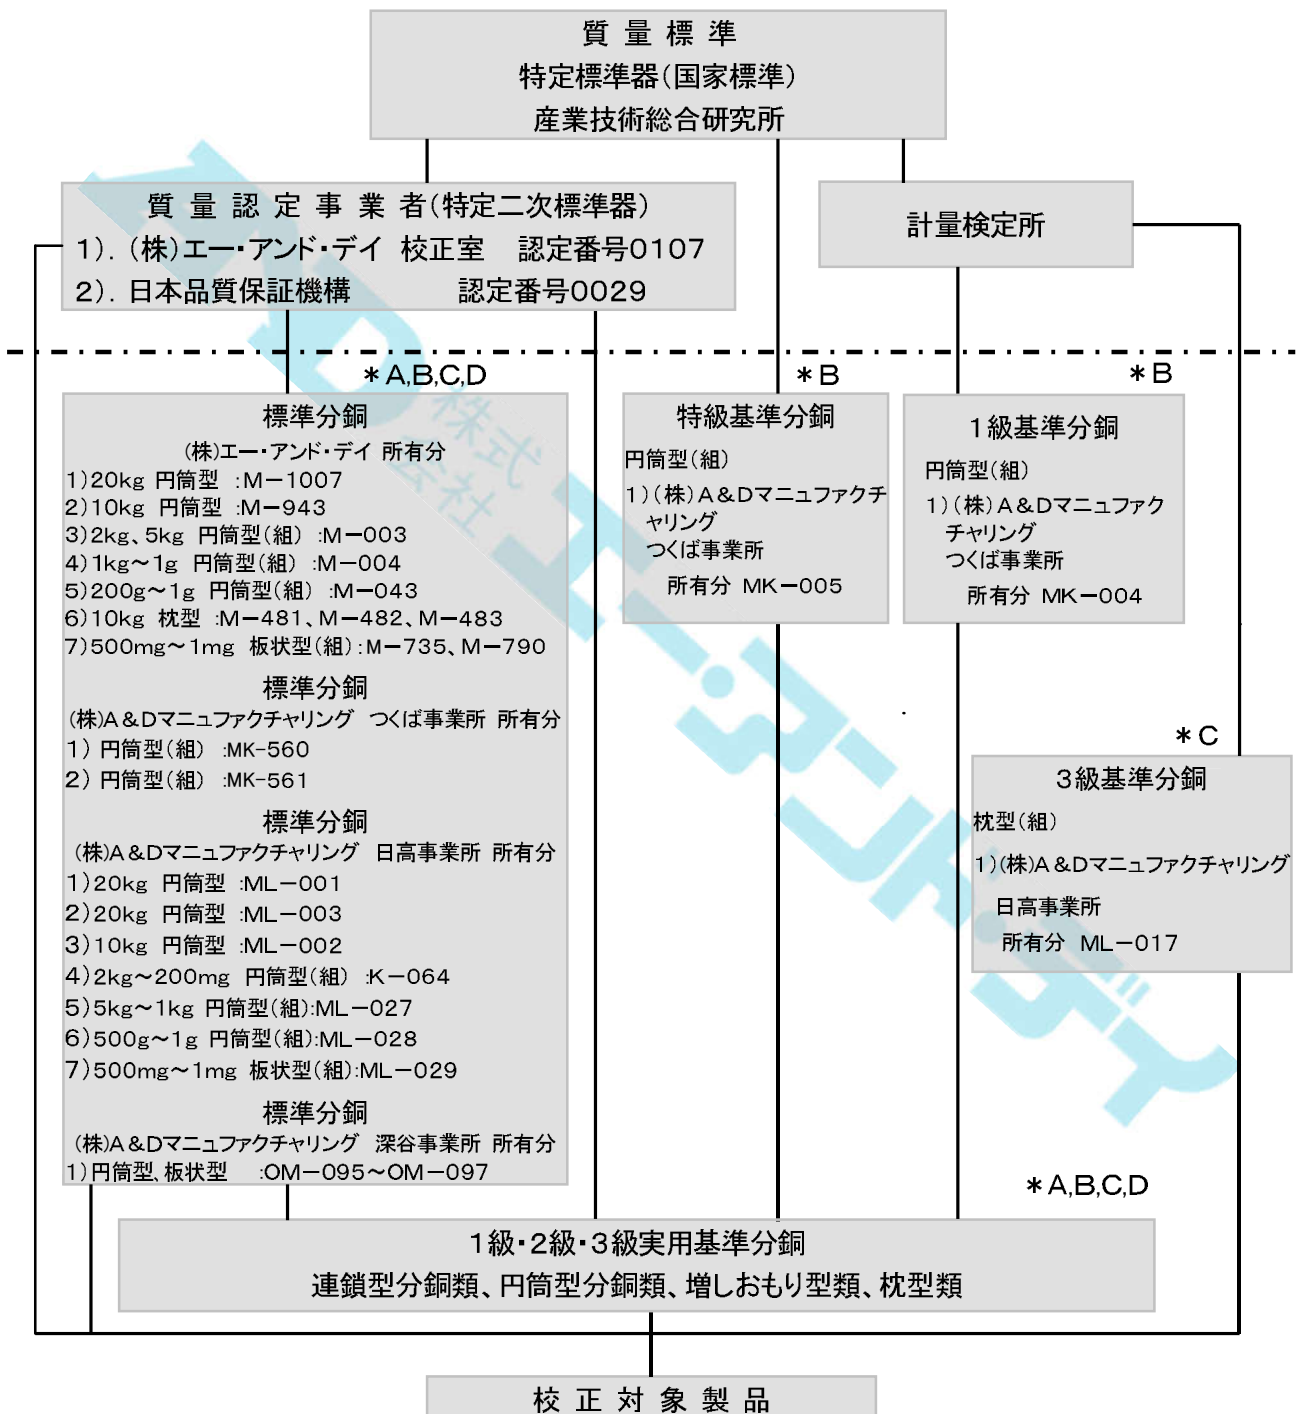 質 量 標 準
特定標準器(国家標準)
産業技術総合研究所
質 量 認 定 事 業 者(特定二次標準器)
1). (株)エー・アンド・デイ 校正室 認定番号0107
2). 日本品質保証機構 認定番号0029
計量検定所
*A,B,C,D
*B
*B
標準分銅
(株)エー・アンド・デイ 所有分
1)20kg 円筒型 :M-1007
2)10kg 円筒型 :M-943
3)2kg、5kg 円筒型(組) :M-003
4)1kg~1g 円筒型(組) :M-004
5)200g~1g 円筒型(組) :M-043
6)10kg 枕型 :M-481、M-482、M-483
7)500mg~1mg 板状型(組):M-735、M-790
標準分銅
(株)A&Dマニュファクチャリング つくば事業所 所有分
1) 円筒型(組) :MK-560
2) 円筒型(組) :MK-561
標準分銅
(株)A&Dマニュファクチャリング 日高事業所 所有分
1)20kg 円筒型 :ML-001
2)20kg 円筒型 :ML-003
3)10kg 円筒型 :ML-002
4)2kg~200mg 円筒型(組) :K-064
5)5kg~1kg 円筒型(組):ML-027
6)500g~1g 円筒型(組):ML-028
7)500mg~1mg 板状型(組):ML-029
標準分銅
(株)A&Dマニュファクチャリング 深谷事業所 所有分
1)円筒型、板状型 :OM-095~OM-097
特級基準分銅
円筒型(組)
1)(株)A&Dマニュファクチ
ャリング
つくば事業所
所有分 MK-005
1級基準分銅
円筒型(組)
1)(株)A&Dマニュファク
チャリング
つくば事業所
所有分 MK-004
*C
3級基準分銅
枕型(組)
1)(株)A&Dマニュファクチャリング
日高事業所
所有分 ML-017
*A,B,C,D
1級・2級・3級実用基準分銅
連鎖型分銅類、円筒型分銅類、増しおもり型類、枕型類
校 正 対 象 製 品
AND 株式会社 エー・アンド・デイ